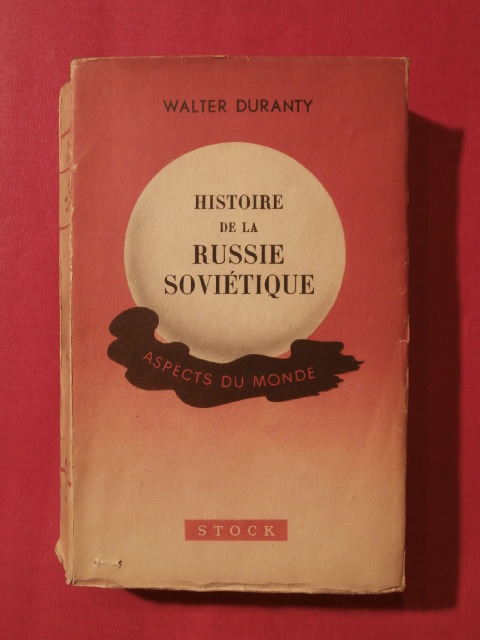 WALTER DURANTY
HISTOIRE
DE LA
RUSSIE
SOVIÉTIQUE
ASPECTS DU MONDE
STOCK